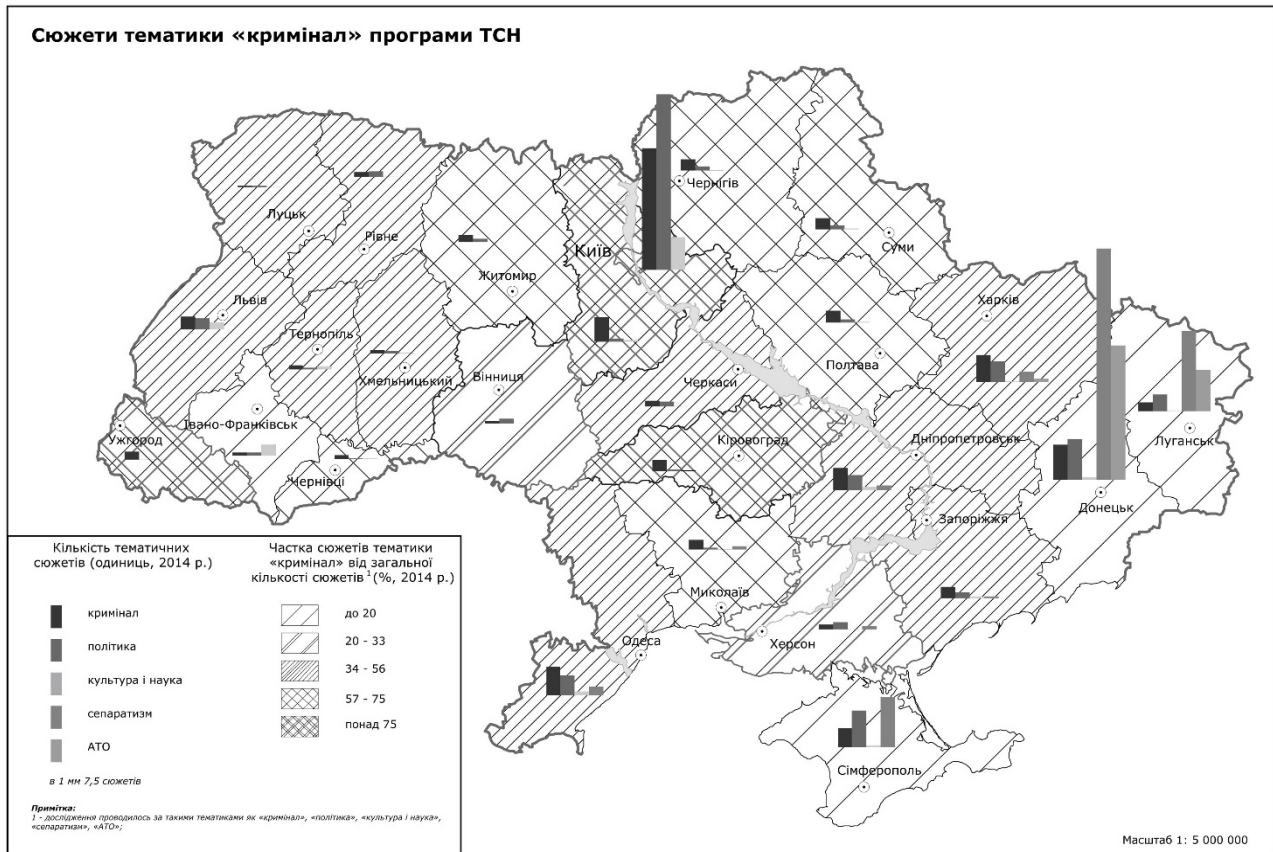 Сюжети тематики «кримінал» програми ТСН
Чернігів
Луцьк
Рівне
Київ
Суми
Житомир
Львів
Харків
Тернопіль
Хмельницький
Вінниця
Черкаси
Полтава
Івано-Франківськ
Ужгород
Кіровоград
Дніпропетровськ
Луганськ
Чернівці
Донецьк
Запоріжжя
Миколаїв
Одеса
Херсон
Сімферополь
Кількість тематичних
сюжетів (одиниць, 2014 р.)
кримінал
політика
культура і наука
сепаратизм
АТО
в 1 мм 7,5 сюжетів
Частка сюжетів тематики
«кримінал» від загальної
кількості сюжетів¹(%, 2014 р.)
до 20
20 - 33
34 - 56
57 - 75
понад 75
Примітка:
1 - дослідження проводилось за такими тематиками як «кримінал», «політика», «культура і наука»,
«сепаратизм», «АТО»;
Масштаб 1: 5 000 000